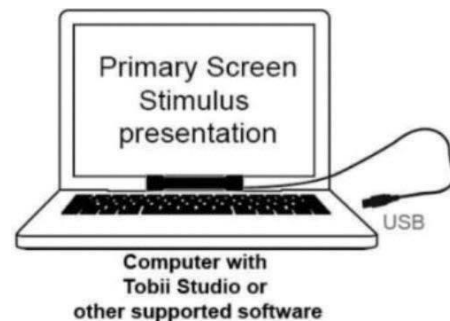 Primary Screen
Stimulus
presentation
USB
Computer with
Tobii Studio or
other supported software